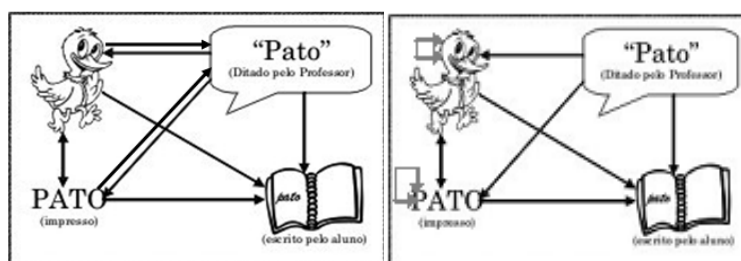 “Pato”
(Ditado pelo Professor)
PATO
(impresso)
pato
(escrito pelo aluno)
“Pato”
(Ditado pelo Professor)
PATO
(impresso)
pato
(escrito pelo aluno)